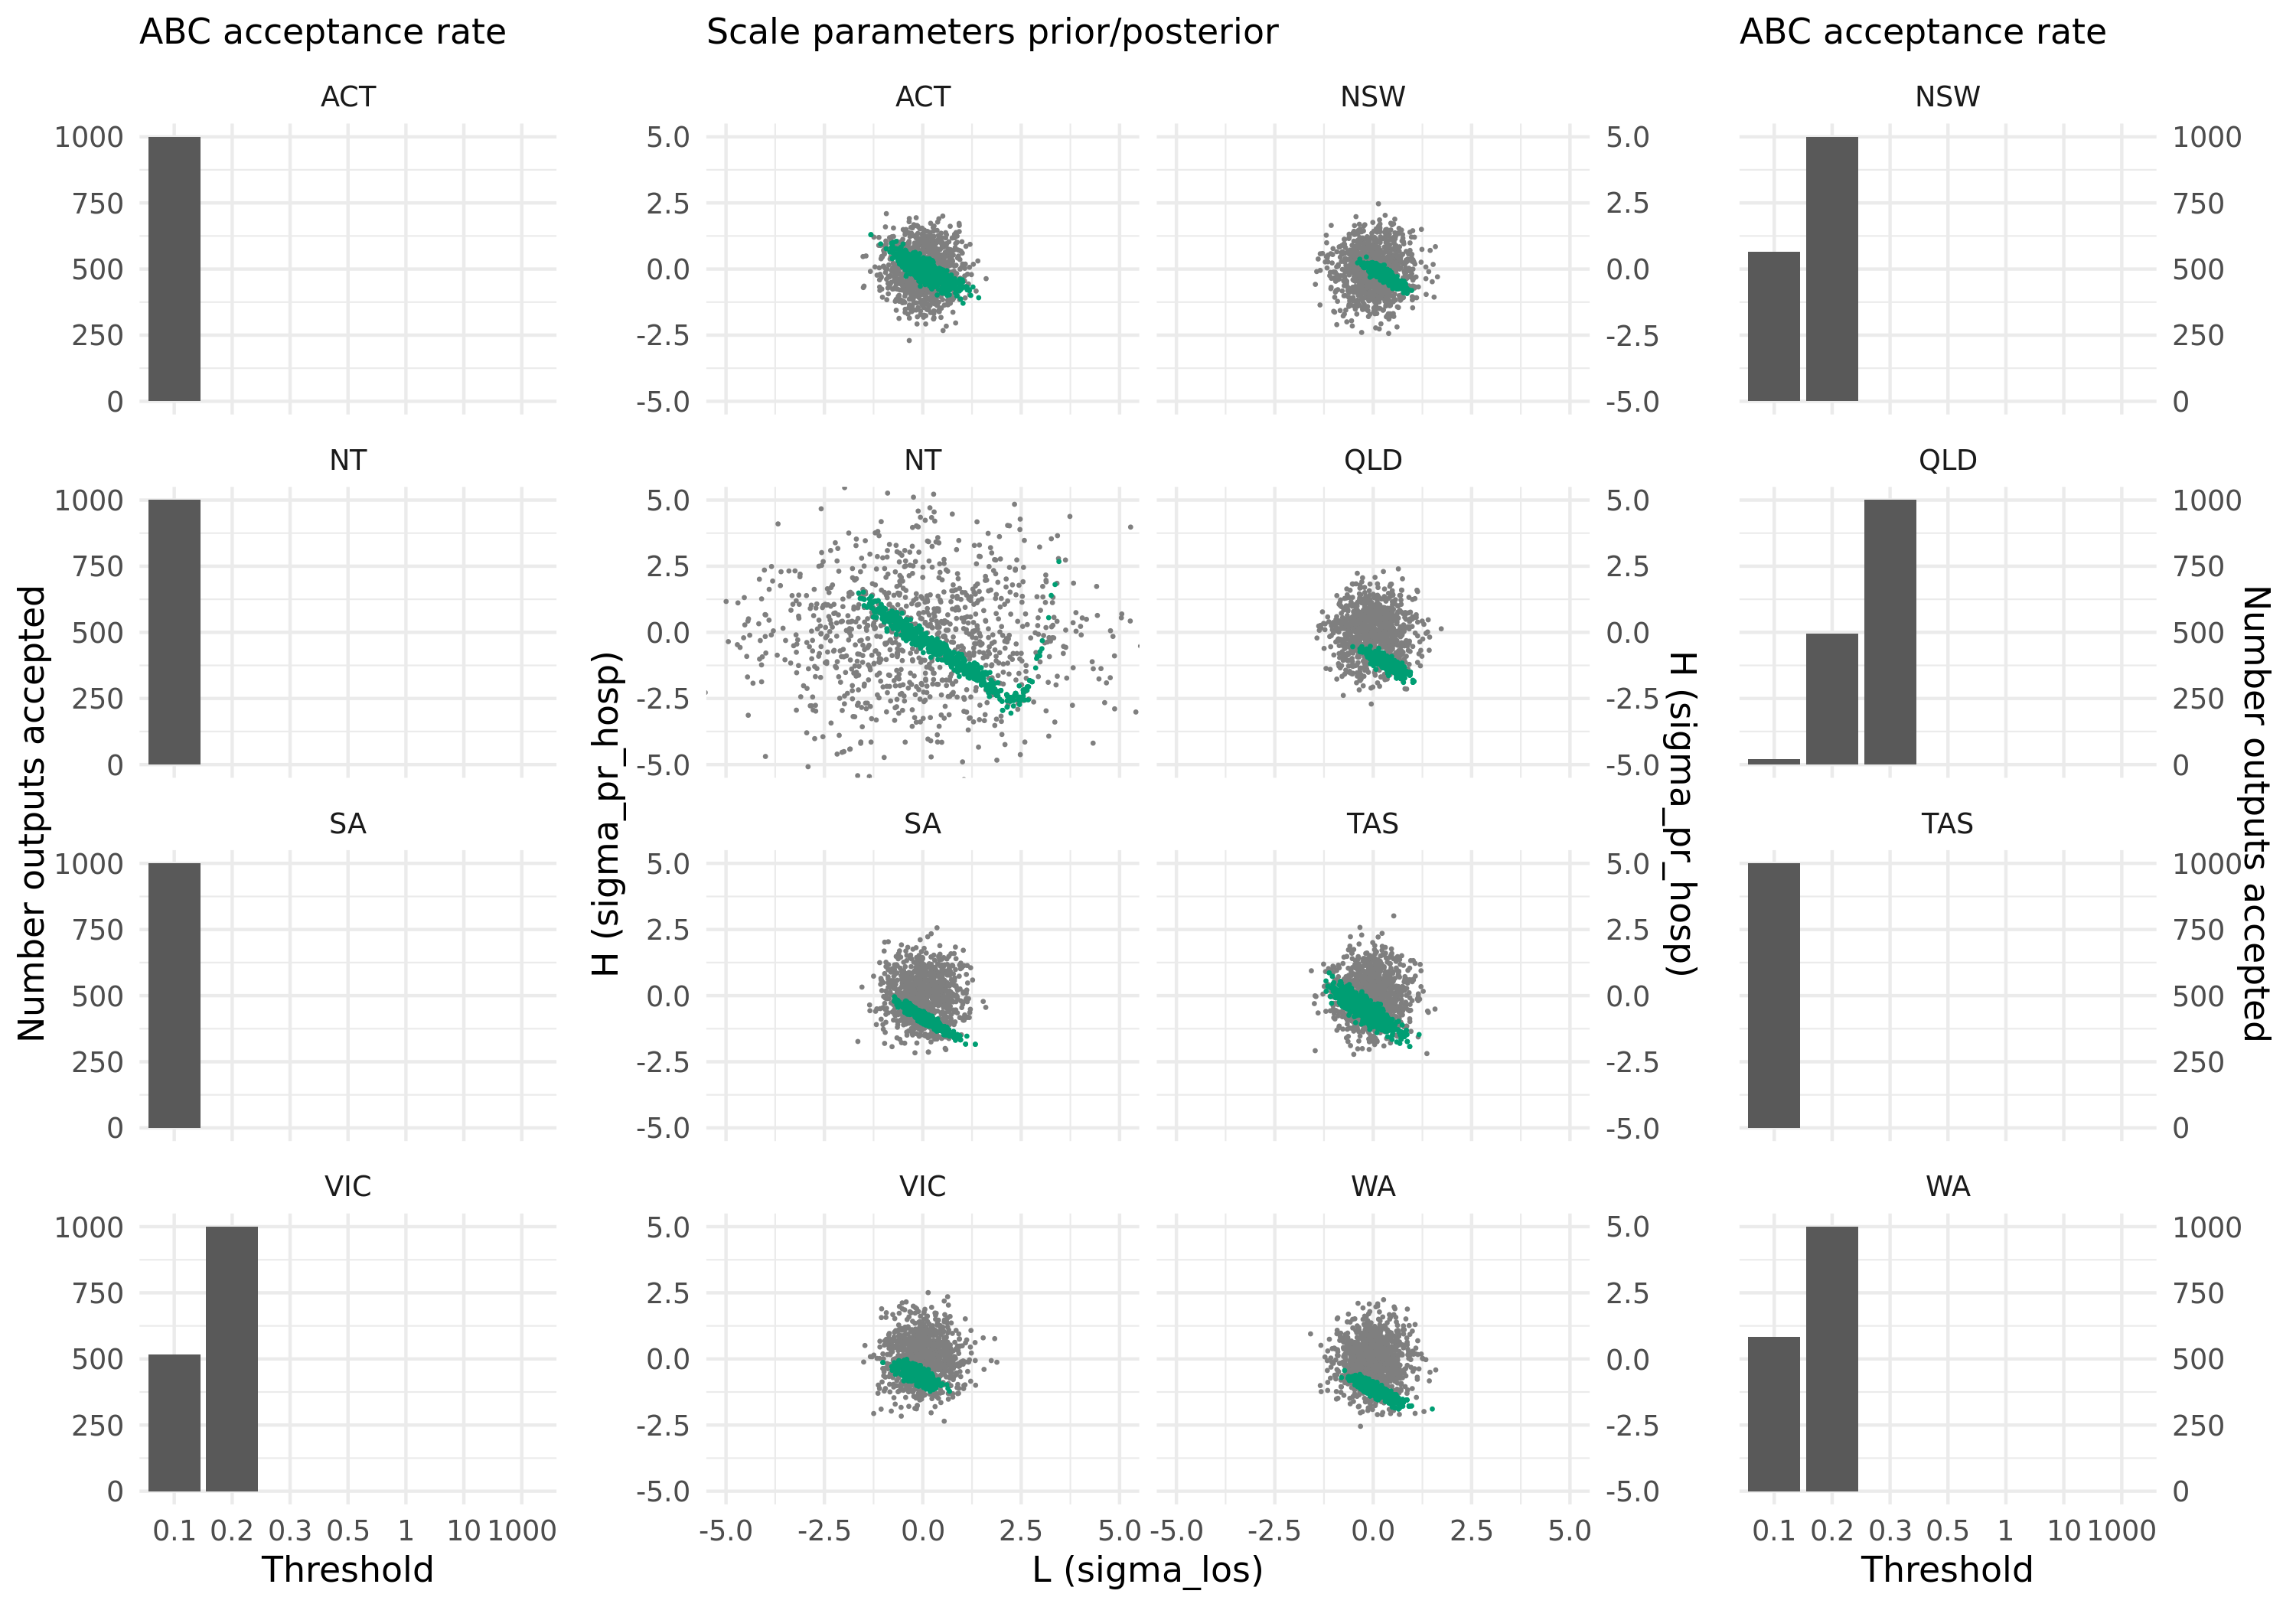 ABC acceptance rate Scale parameters prior/posterior ABC acceptance rate
ACT ACT NSW NSW
1000 5.0 5.0 1000
750 2.5 2.5 750
500 0.0 0.0 500
250 -2.5 -2.5 250
0 -5.0 -5.0 0
NT NT QLD QLD
1000 5.0 5.0 1000
750 2.5 2.5 750
500 0.0 0.0 500
250 -2.5 -2.5 250
0 -5.0 -5.0 0
Number outputs accepted
H (sigma_pr_hosp)
H (sigma_pr_hosp)
Number outputs accepted
SA SA TAS TAS
1000 5.0 5.0 1000
750 2.5 2.5 750
500 0.0 0.0 500
250 -2.5 -2.5 250
0 -5.0 -5.0 0
VIC VIC WA WA
1000 5.0 5.0 1000
750 2.5 2.5 750
500 0.0 0.0 500
250 -2.5 -2.5 250
0 -5.0 -5.0 0
0.1 0.2 0.3 0.5 1 10 1000 -5.0 -2.5 0.0 2.5 5.0 -5.0 -2.5 0.0 2.5 5.0 0.1 0.2 0.3 0.5 1 10 1000
Threshold L (sigma_los) Threshold